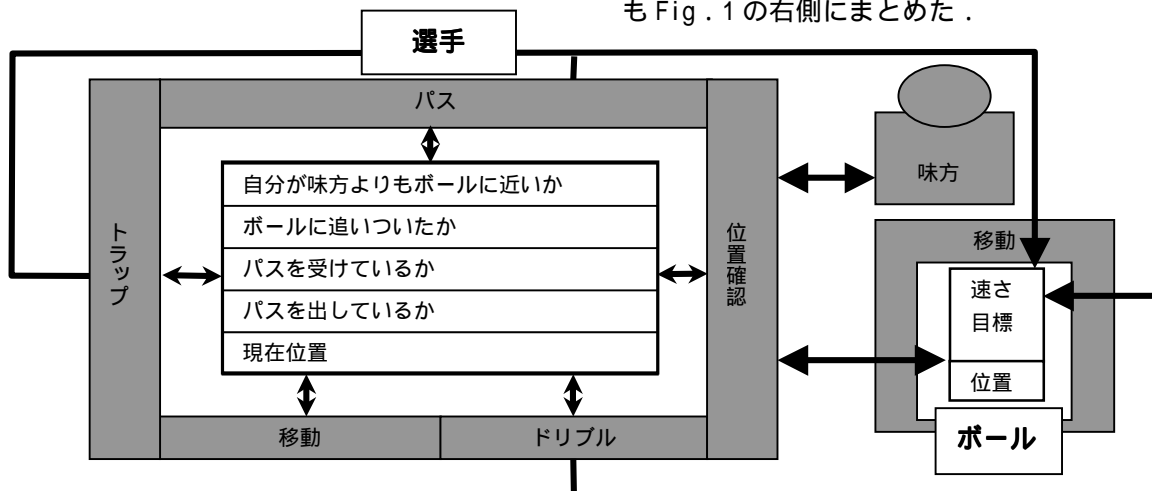 も Fig．1の右側にまとめた．
選手
パス
トラップ
自分が味方よりもボールに近いか
ボールに追いついたか
パスを受けているか
パスを出しているか
現在位置
位置確認
移動
ドリブル
味方
移動
速さ
目標
位置
ボール